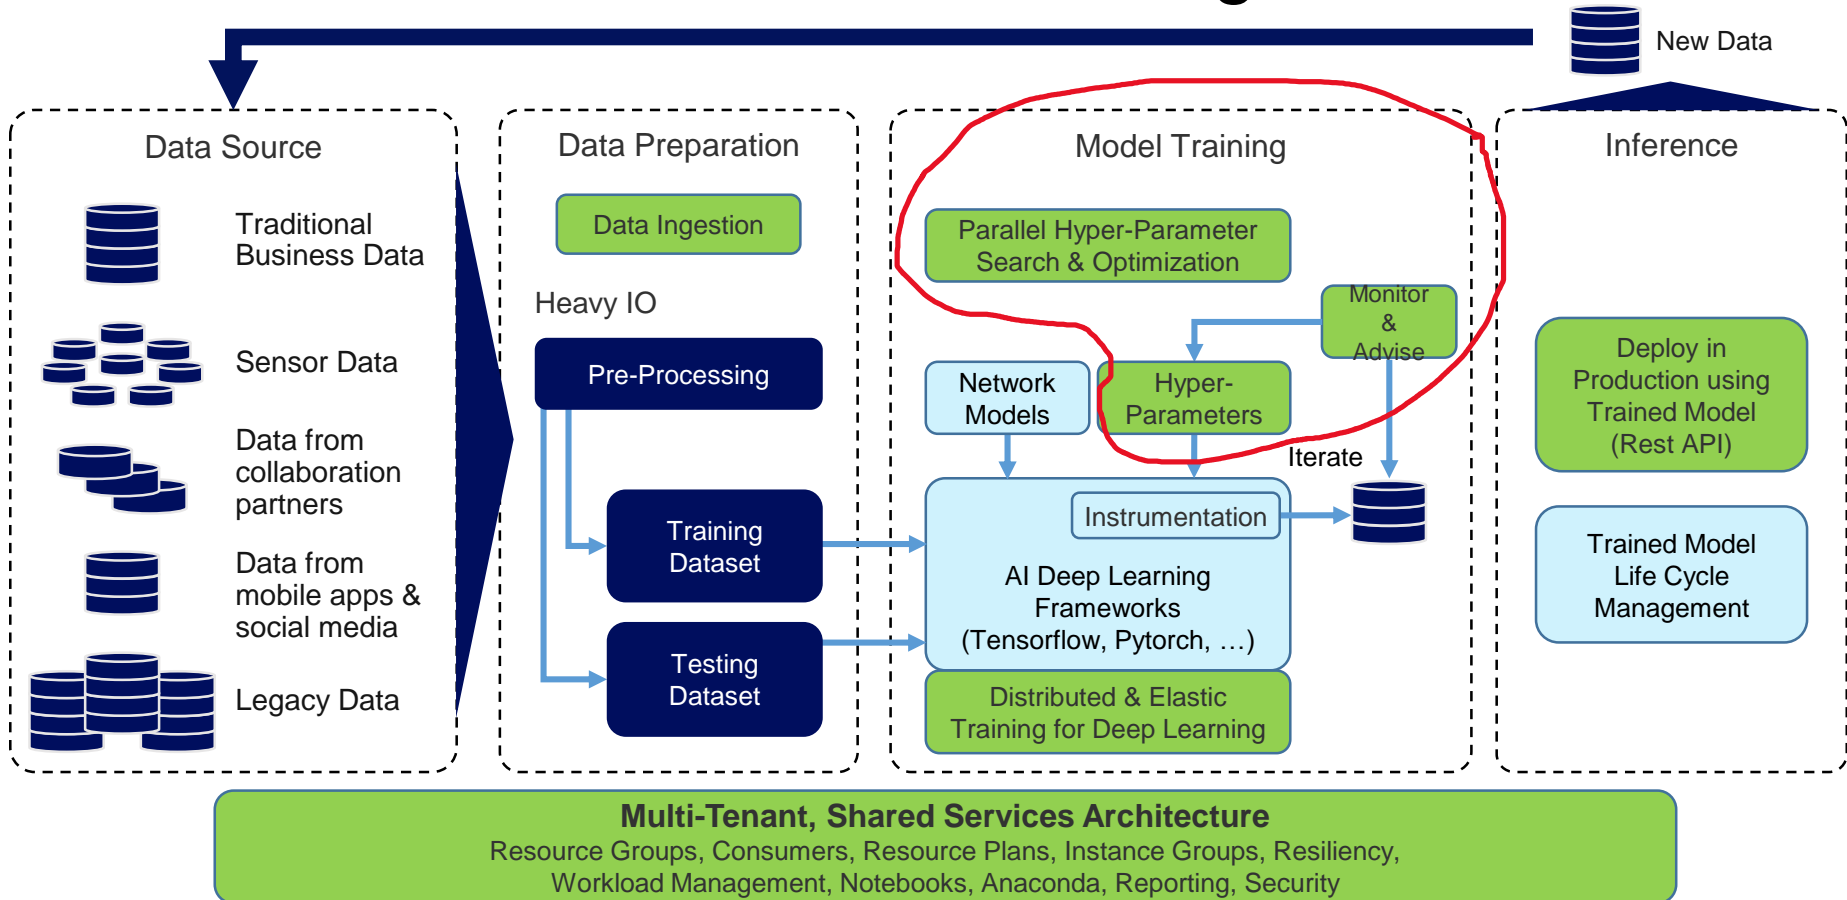 New Data
Data Source
Traditional
Business Data
Sensor Data
Data from
collaboration
partners
Data from
mobile apps &
social media
Legacy Data
Data Preparation
Data Ingestion
Heavy IO
Pre-Processing
Training
Dataset
Testing
Dataset
Model Training
Parallel Hyper-Parameter
Search & Optimization
Monitor
&
Advise
Network
Models
Hyper-
Parameters
Iterate
Instrumentation
AI Deep Learning
Frameworks
(Tensorflow, Pytorch, …)
Distributed & Elastic
Training for Deep Learning
Inference
Deploy in
Production using
Trained Model
(Rest API)
Trained Model
Life Cycle
Management
Multi-Tenant, Shared Services Architecture
Resource Groups, Consumers, Resource Plans, Instance Groups, Resiliency,
Workload Management, Notebooks, Anaconda, Reporting, Security